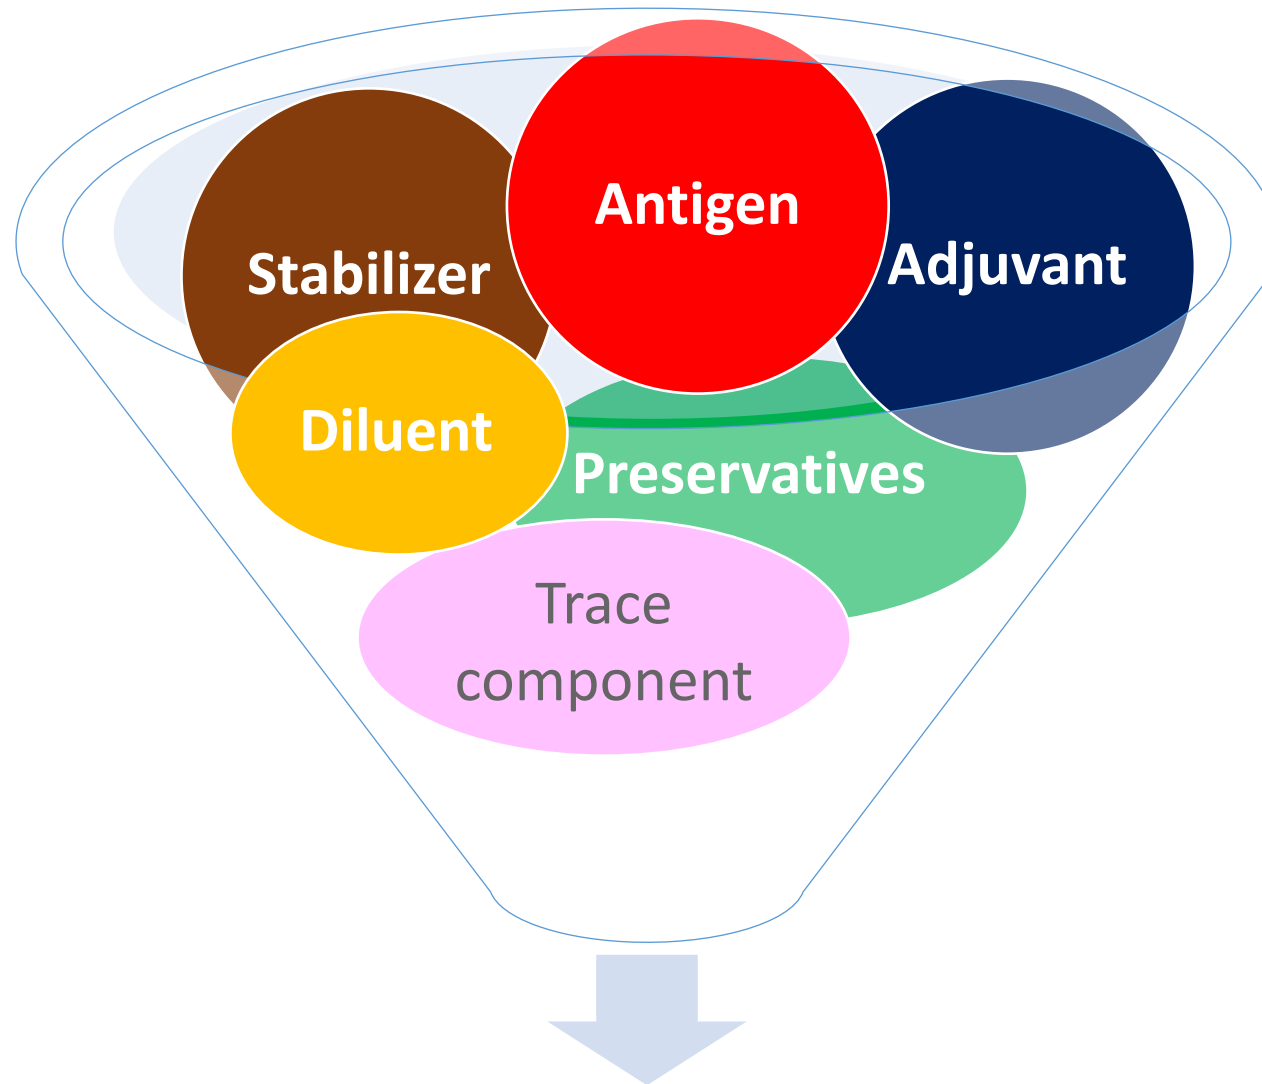 Antigen
Stabilizer
Adjuvant
Diluent
Preservatives
Trace
component